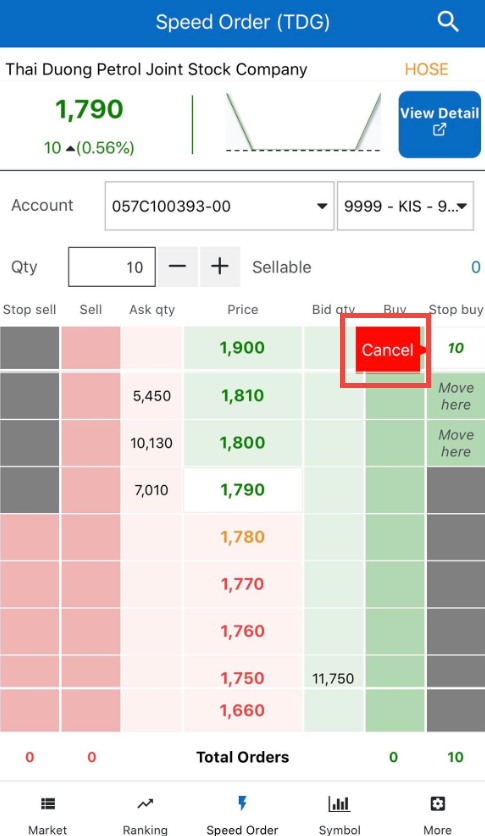 Speed Order (TDG)
Thai Duong Petrol Joint Stock Company HOSE
1,790
View Detail
10 (0.56%)
Account 057C100393-00 9999 - KIS - 9...
Qty 10 Sellable 0
Stop sell Sell Ask qty Price Bid qty Buy Stop buy
1,900 Cancel 10
5,450 1,810 Move here
10,130 1,800 Move here
7,010 1,790
1,780
1,770
1,760
1,750 11,750
1,660
0 0 Total Orders 0 10
Market Ranking Speed Order Symbol More